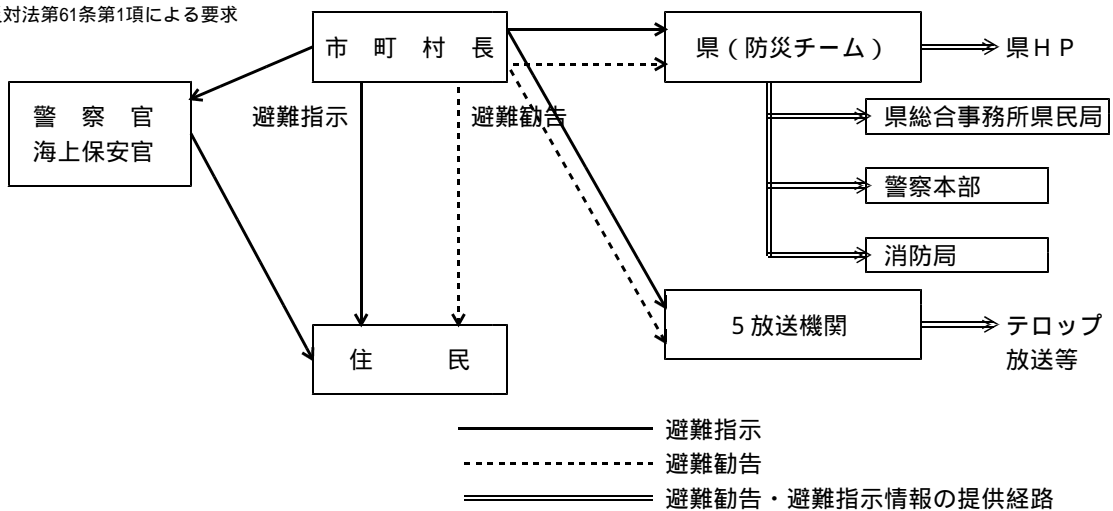 対法第61条第1項による要求
市 町 村 長
県(防災チーム)
県HP
警 察 官
海上保安官
避難指示
避難勧告
県総合事務所県民局
警察本部
消防局
5放送機関
テロップ
放送等
住 民
避難指示
避難勧告
避難勧告・避難指示情報の提供経路